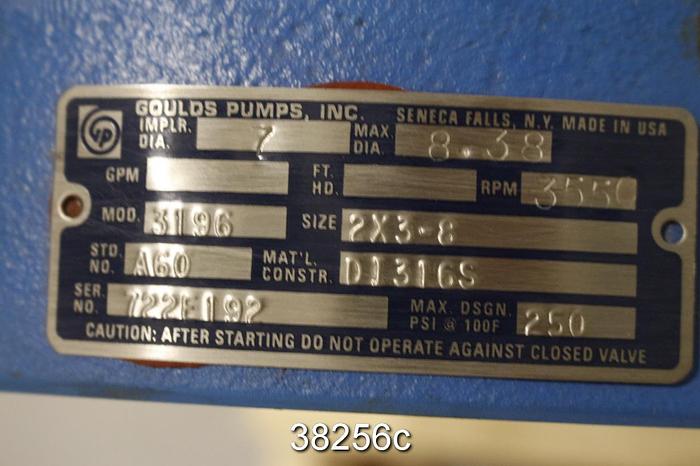 GP
GOULDS PUMPS, INC. SENECA FALLS, N.Y. MADE IN USA
IMPLR. DIA. 7 MAX. DIA. 8.38
GPM FT. HD. RPM 3550
MOD. 3196 SIZE 2X3-8
STD. NO. A60 MAT'L. CONSTR. DI316S
SER. NO. 722E192 MAX. DSGN. PSI @ 100F 250
CAUTION: AFTER STARTING DO NOT OPERATE AGAINST CLOSED VALVE
38256c